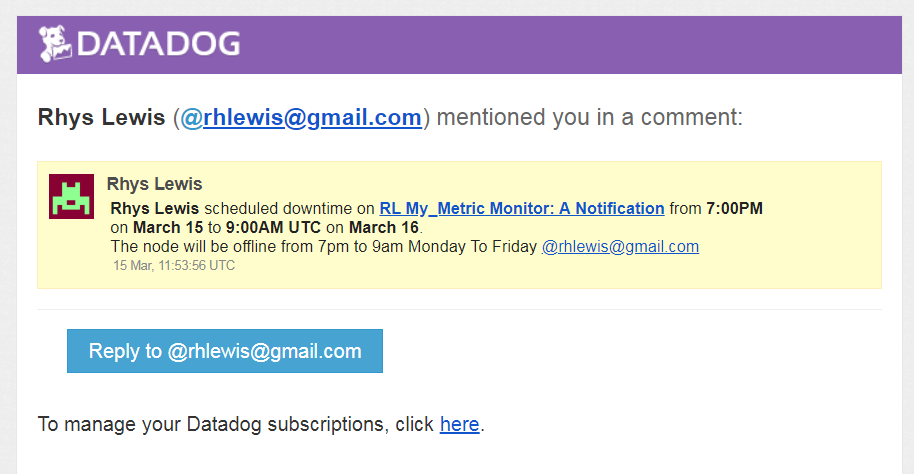 DATADOG
Rhys Lewis (@rhlewis@gmail.com) mentioned you in a comment:
Rhys Lewis
Rhys Lewis scheduled downtime on RL My_Metric Monitor: A Notification from 7:00PM
on March 15 to 9:00AM UTC on March 16.
The node will be offline from 7pm to 9am Monday To Friday @rhlewis@gmail.com
15 Mar, 11:53:56 UTC
Reply to @rhlewis@gmail.com
To manage your Datadog subscriptions, click here.